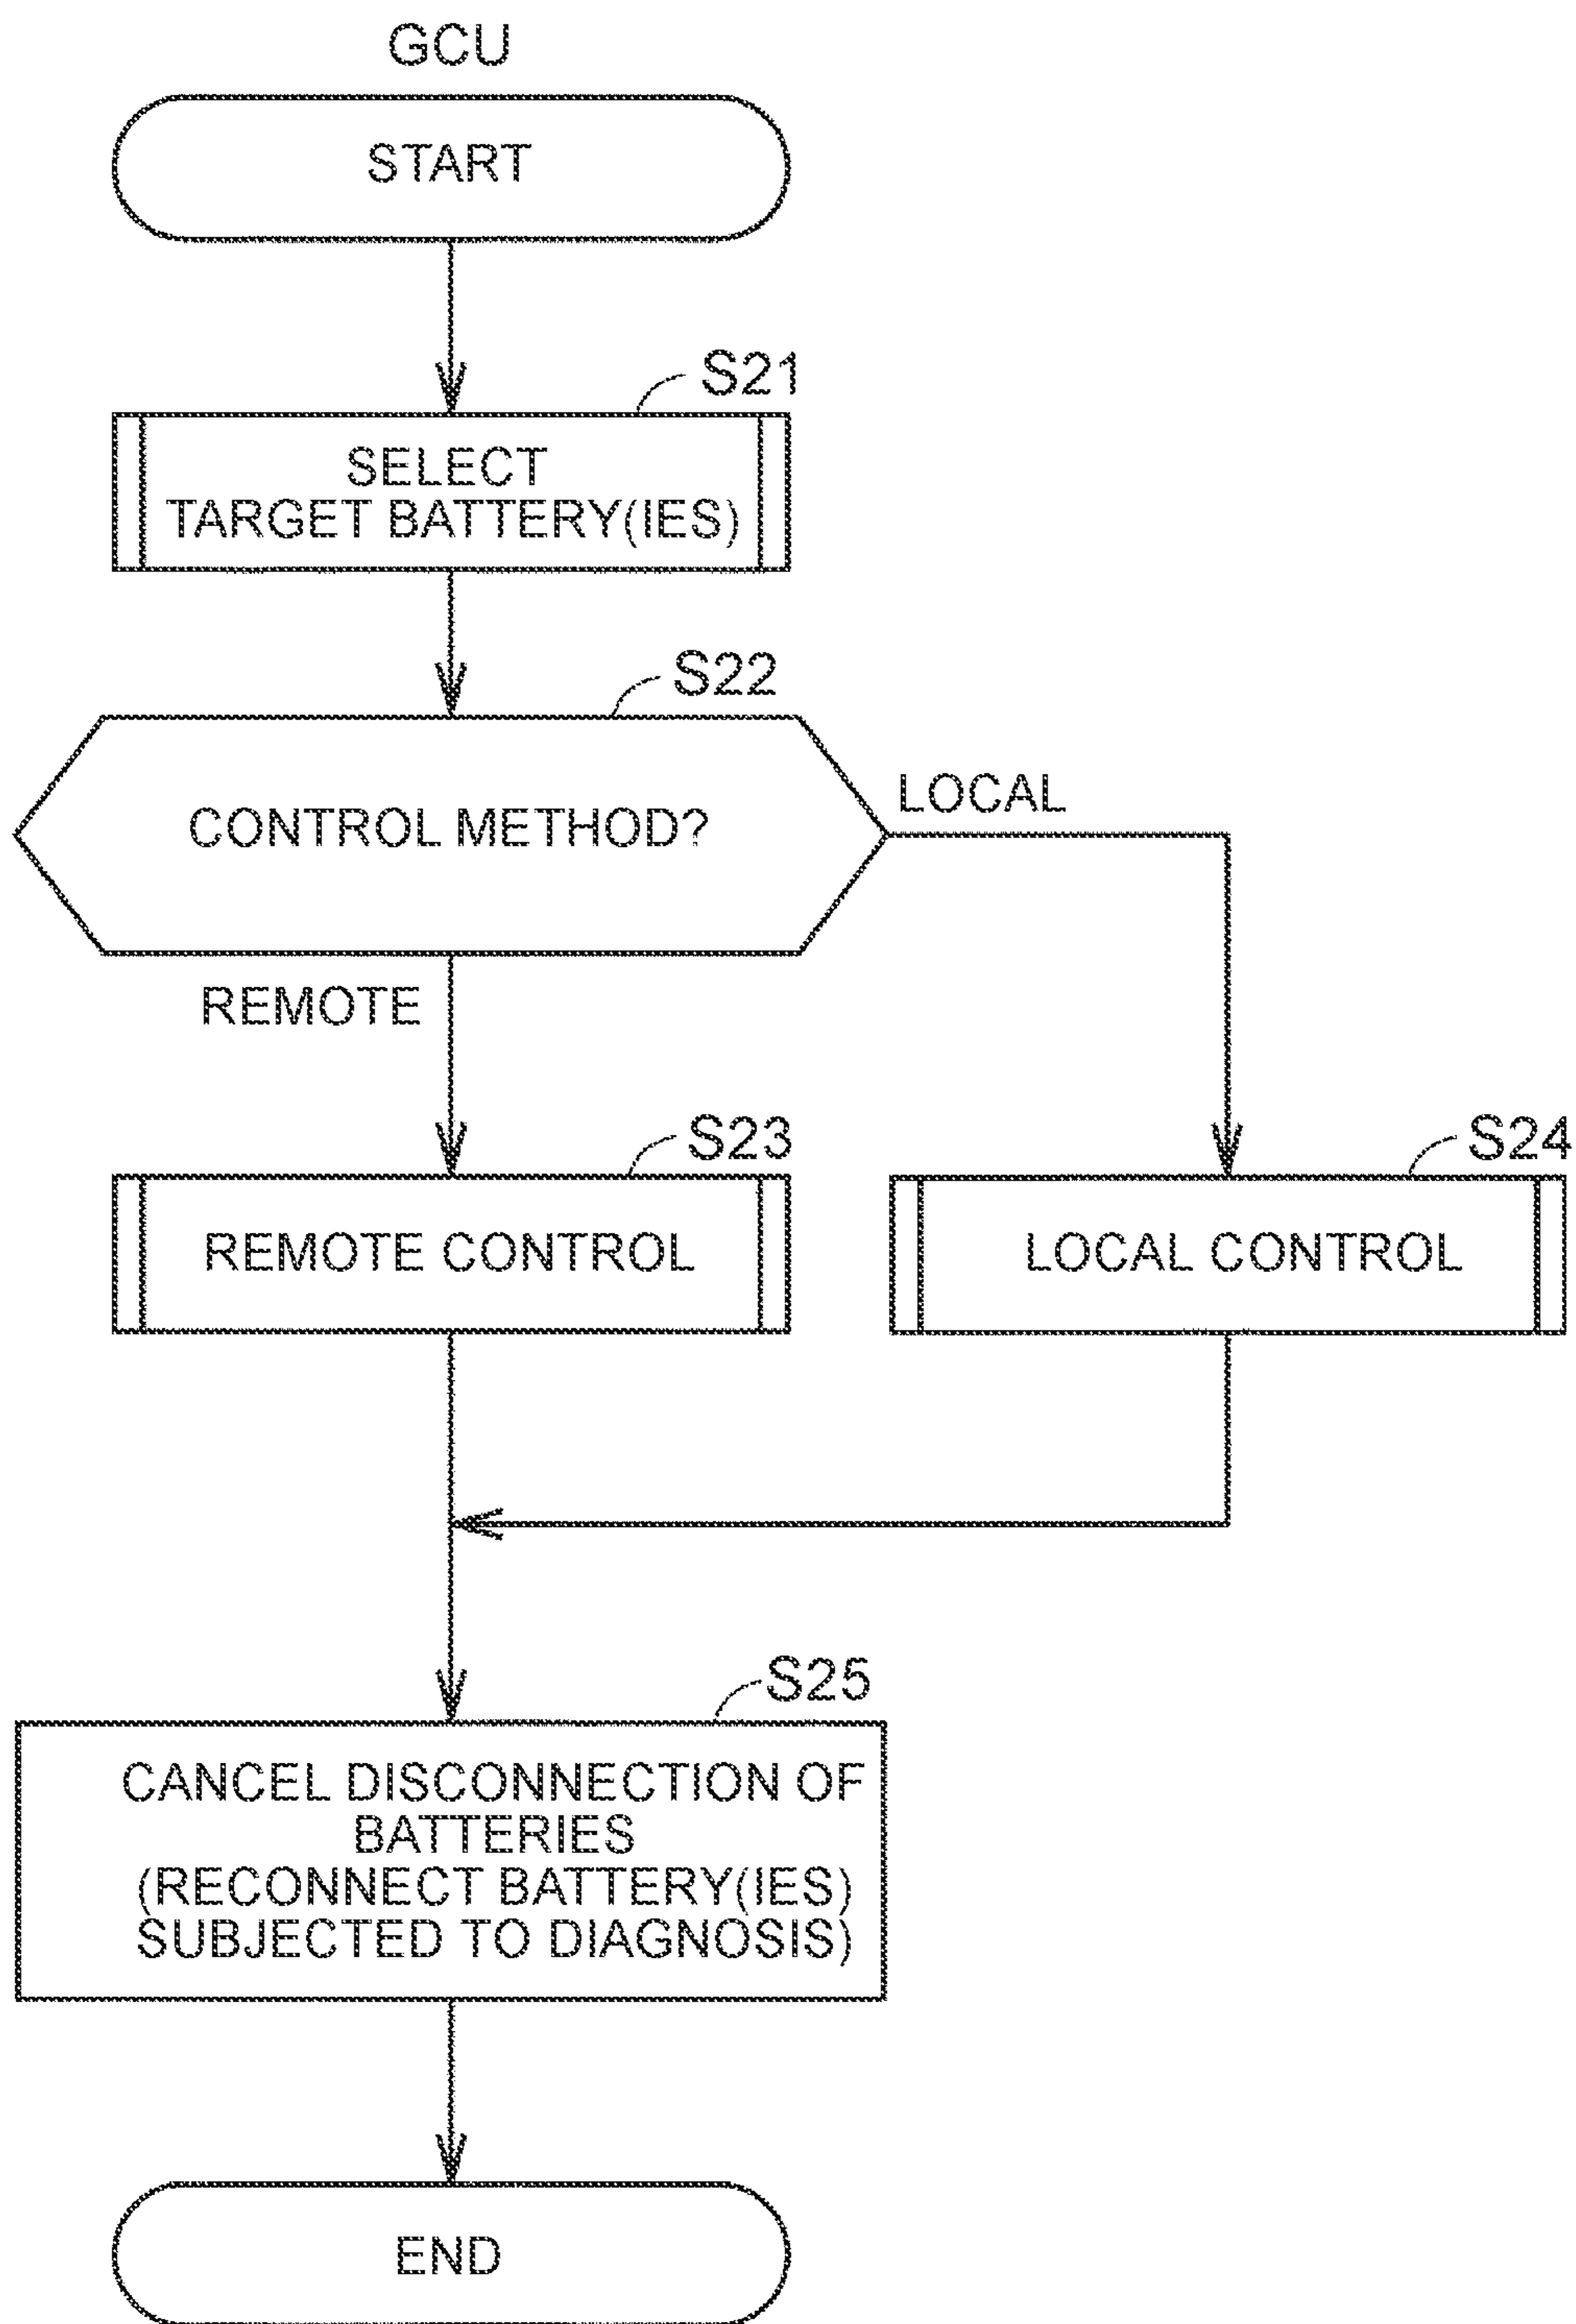 GCU
START
S21
SELECT
TARGET BATTERY(IES)
S22
CONTROL METHOD?
LOCAL
REMOTE
S23
REMOTE CONTROL
S24
LOCAL CONTROL
S25
CANCEL DISCONNECTION OF
BATTERIES
(RECONNECT BATTERY(IES)
SUBJECTED TO DIAGNOSIS)
END